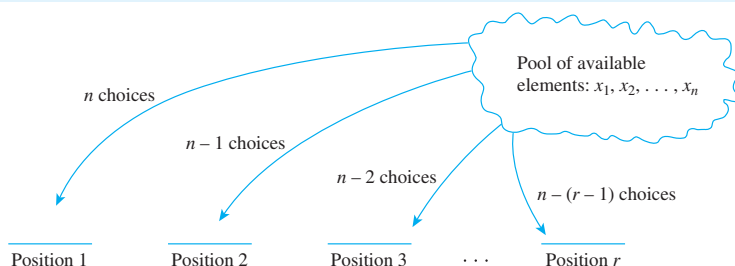 Pool of available
elements: x₁, x₂, . . . , xₙ
n choices
n – 1 choices
n – 2 choices
n – (r – 1) choices
Position 1 Position 2 Position 3 . . . Position r